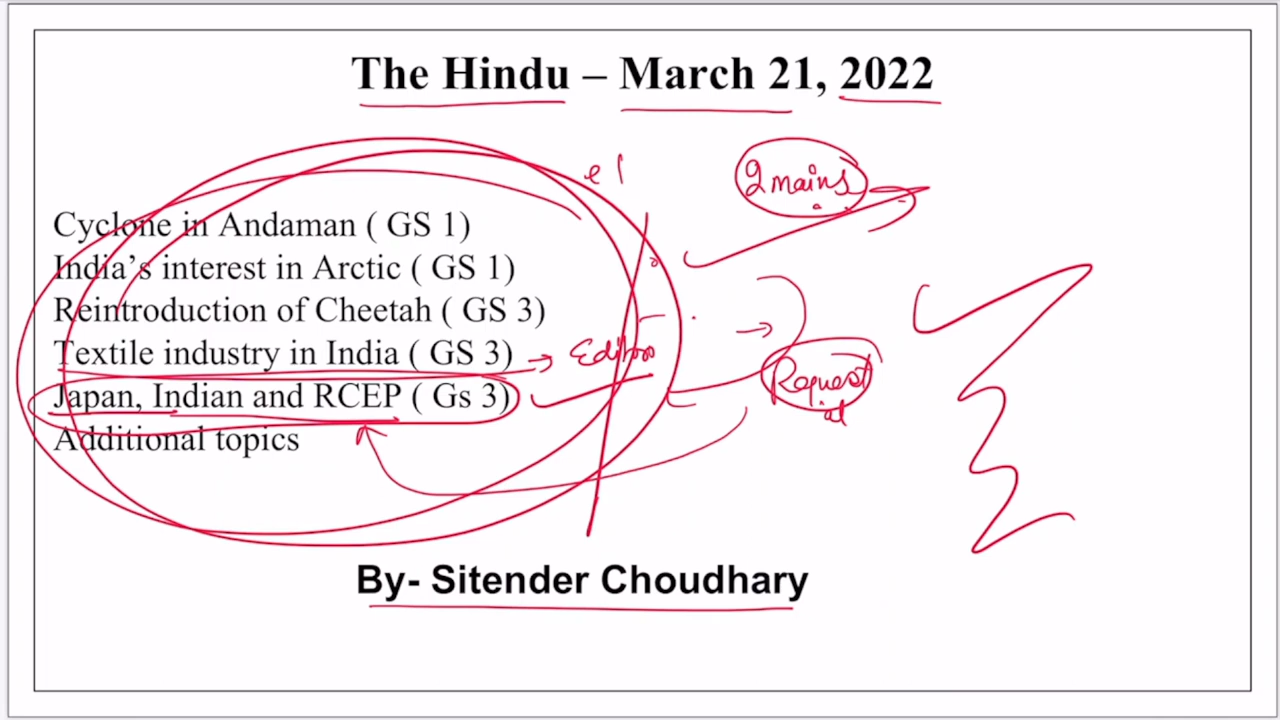 The Hindu – March 21, 2022
2 mains
Cyclone in Andaman ( GS 1)
India's interest in Arctic ( GS 1)
Reintroduction of Cheetah ( GS 3)
Textile industry in India ( GS 3)
Japan, Indian and RCEP ( Gs 3)
Request
Additional topics
By- Sitender Choudhary